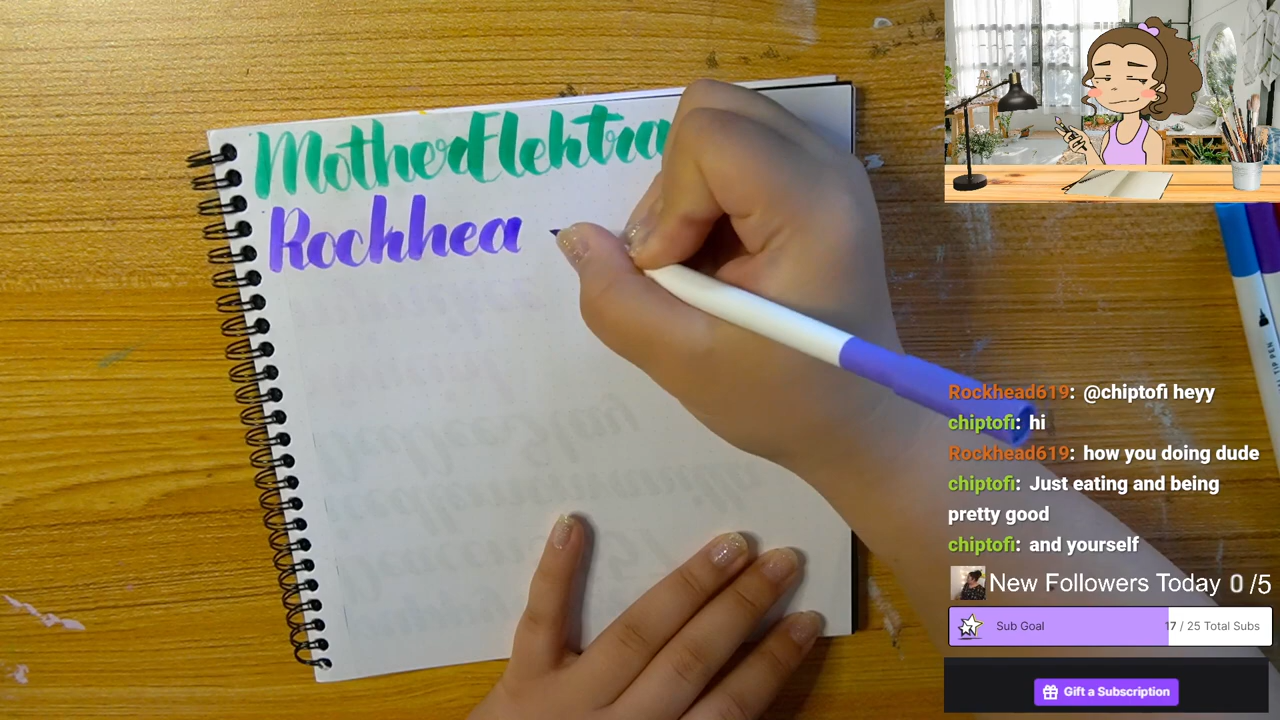 MotherElektra
Rockhea
Rockhead619: @chiptofi heyy
chiptofi: hi
Rockhead619: how you doing dude
chiptofi: Just eating and being
pretty good
chiptofi: and yourself
New Followers Today 0 /5
Sub Goal
17 / 25 Total Subs
Gift a Subscription